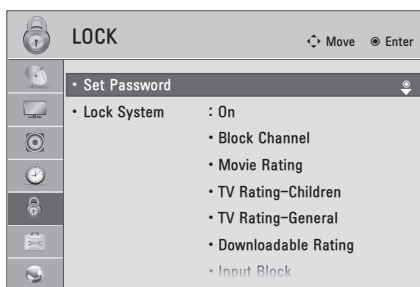 LOCK
Move Enter
• Set Password
• Lock System : On
• Block Channel
• Movie Rating
• TV Rating-Children
• TV Rating-General
• Downloadable Rating
• Input Block